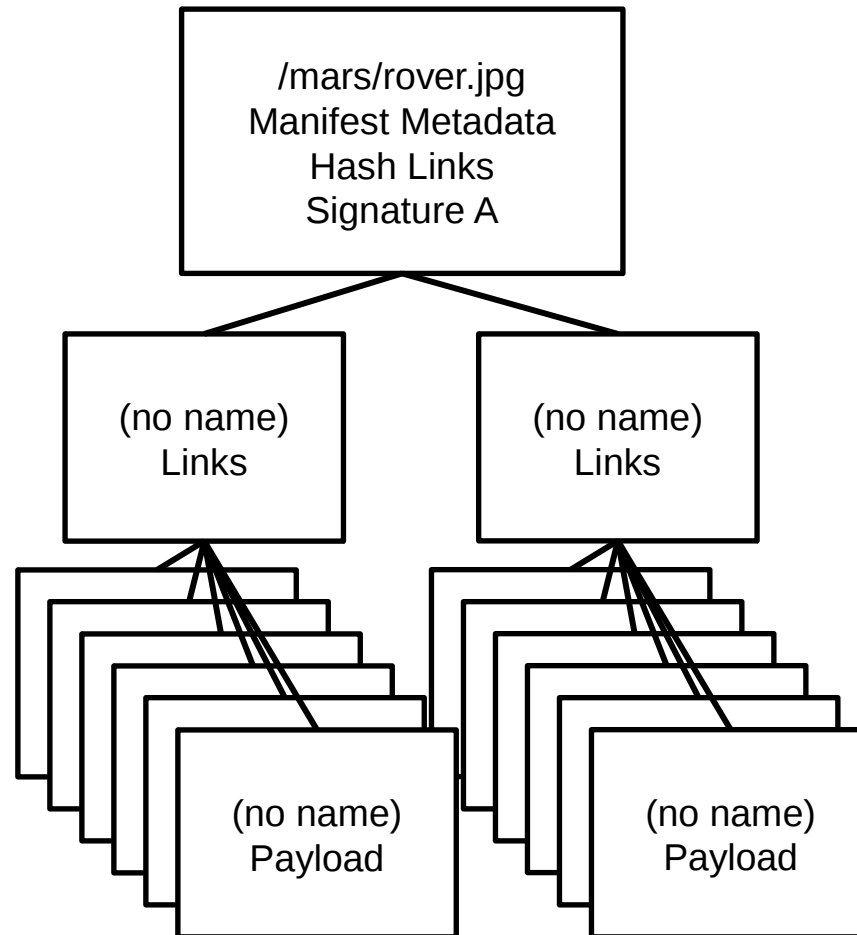 /mars/rover.jpg
Manifest Metadata
Hash Links
Signature A
(no name)
Links
(no name)
Links
(no name)
Payload
(no name)
Payload